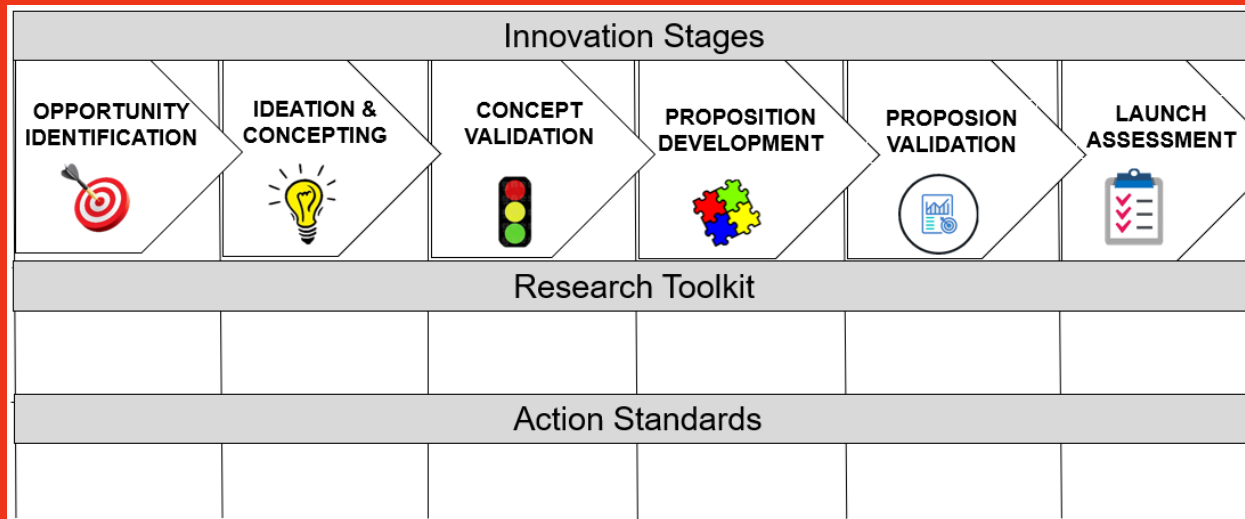 Innovation Stages
OPPORTUNITY
IDENTIFICATION
IDEATION &
CONCEPTING
CONCEPT
VALIDATION
PROPOSITION
DEVELOPMENT
PROPOSION
VALIDATION
LAUNCH
ASSESSMENT
Research Toolkit
Action Standards